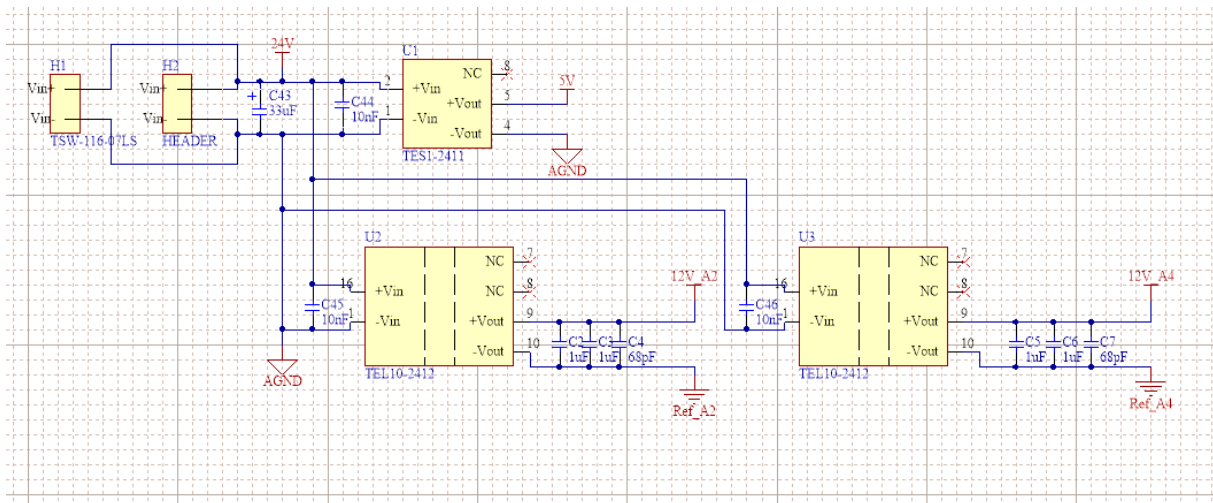 24V
H1
H2
U1
Vin+
Vin-
TSW-116-07LS
Vin+
Vin-
HEADER
+
C43
33uF
C44
10nF
2
1
+Vin
-Vin
NC
+Vout
-Vout
8
5
4
TES1-2411
5V
AGND
U2
16
1
+Vin
-Vin
NC
NC
+Vout
-Vout
7
8
9
10
TEL10-2412
C45
10nF
AGND
12V_A2
C2
1uF
C3
1uF
C4
68pF
Ref_A2
U3
16
1
+Vin
-Vin
NC
NC
+Vout
-Vout
7
8
9
10
TEL10-2412
C46
10nF
12V_A4
C5
1uF
C6
1uF
C7
68pF
Ref_A4